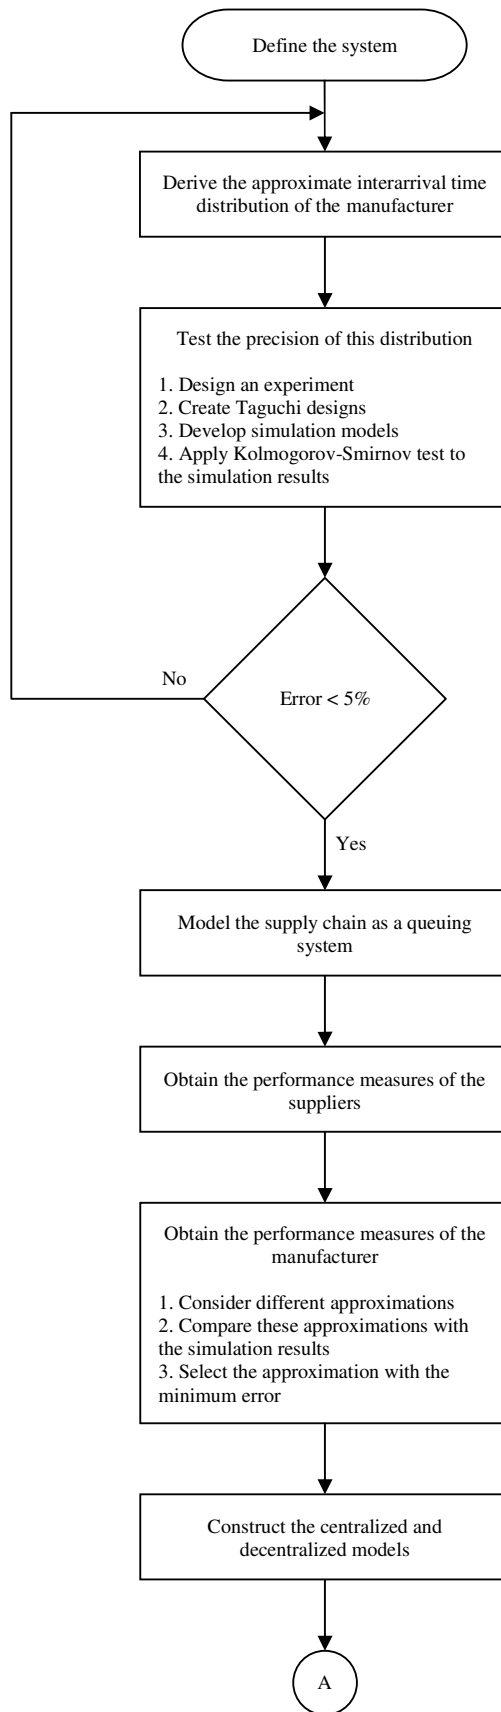 Define the system
Derive the approximate interarrival time
distribution of the manufacturer
Test the precision of this distribution
1. Design an experiment
2. Create Taguchi designs
3. Develop simulation models
4. Apply Kolmogorov-Smirnov test to
the simulation results
No
Error < 5%
Yes
Model the supply chain as a queuing
system
Obtain the performance measures of the
suppliers
Obtain the performance measures of the
manufacturer
1. Consider different approximations
2. Compare these approximations with
the simulation results
3. Select the approximation with the
minimum error
Construct the centralized and
decentralized models
A